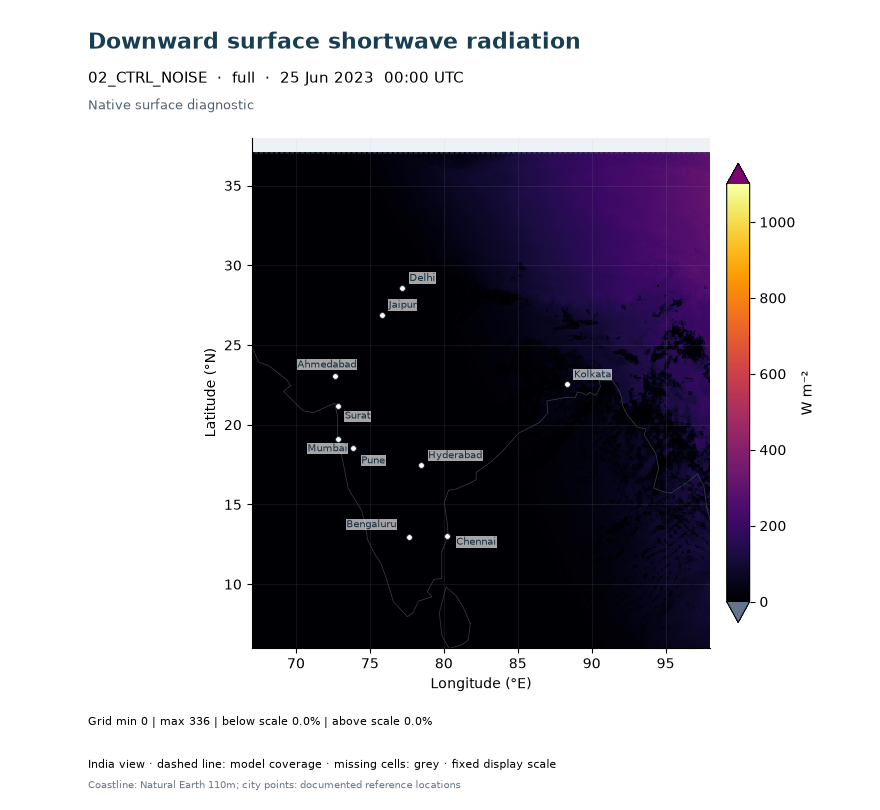 Downward surface shortwave radiation
02_CTRL_NOISE · full · 25 Jun 2023 00:00 UTC
Native surface diagnostic
35
30
25
20
15
10
Latitude (°N)
Delhi
Jaipur
Ahmedabad
Kolkata
Surat
Mumbai
Pune
Hyderabad
Bengaluru
Chennai
70 75 80 85 90 95
Longitude (°E)
1000
800
600
400
200
0
W m⁻²
Grid min 0 | max 336 | below scale 0.0% | above scale 0.0%
India view · dashed line: model coverage · missing cells: grey · fixed display scale
Coastline: Natural Earth 110m; city points: documented reference locations